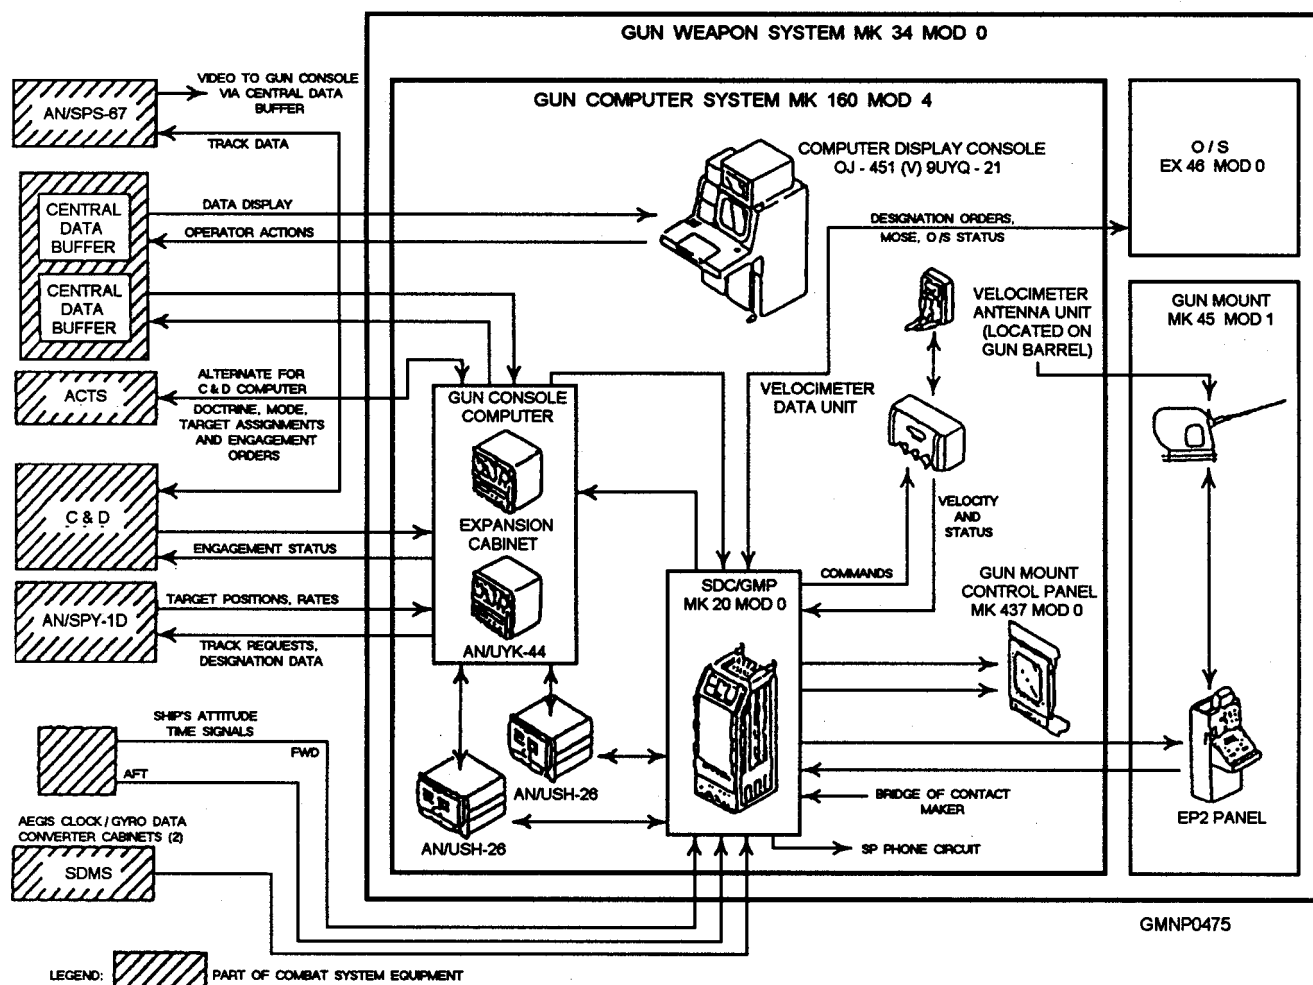 GUN WEAPON SYSTEM MK 34 MOD 0
GUN COMPUTER SYSTEM MK 160 MOD 4
AN/SPS-67
VIDEO TO GUN CONSOLE
VIA CENTRAL DATA
BUFFER
TRACK DATA
CENTRAL
DATA
BUFFER
DATA DISPLAY
OPERATOR ACTIONS
CENTRAL
DATA
BUFFER
COMPUTER DISPLAY CONSOLE
OJ - 451 (V) 9UYQ - 21
O / S
EX 46 MOD 0
DESIGNATION ORDERS,
MOSE, O/S STATUS
VELOCIMETER
ANTENNA UNIT
(LOCATED ON
GUN BARREL)
GUN MOUNT
MK 45 MOD 1
ACTS
ALTERNATE FOR
C & D COMPUTER
DOCTRINE, MODE,
TARGET ASSIGNMENTS
AND ENGAGEMENT
ORDERS
GUN CONSOLE
COMPUTER
VELOCIMETER
DATA UNIT
C & D
ENGAGEMENT STATUS
EXPANSION
CABINET
VELOCITY
AND
STATUS
COMMANDS
SDC/GMP
MK 20 MOD 0
GUN MOUNT
CONTROL PANEL
MK 437 MOD 0
AN/SPY-1D
TARGET POSITIONS, RATES
TRACK REQUESTS,
DESIGNATION DATA
AN/UYK-44
SHIP'S ATTITUDE
TIME SIGNALS
FWD
AFT
AN/USH-26
AN/USH-26
BRIDGE OF CONTACT
MAKER
EP2 PANEL
AEGIS CLOCK / GYRO DATA
CONVERTER CABINETS (2)
SP PHONE CIRCUIT
SDMS
GMNP0475
LEGEND:
PART OF COMBAT SYSTEM EQUIPMENT